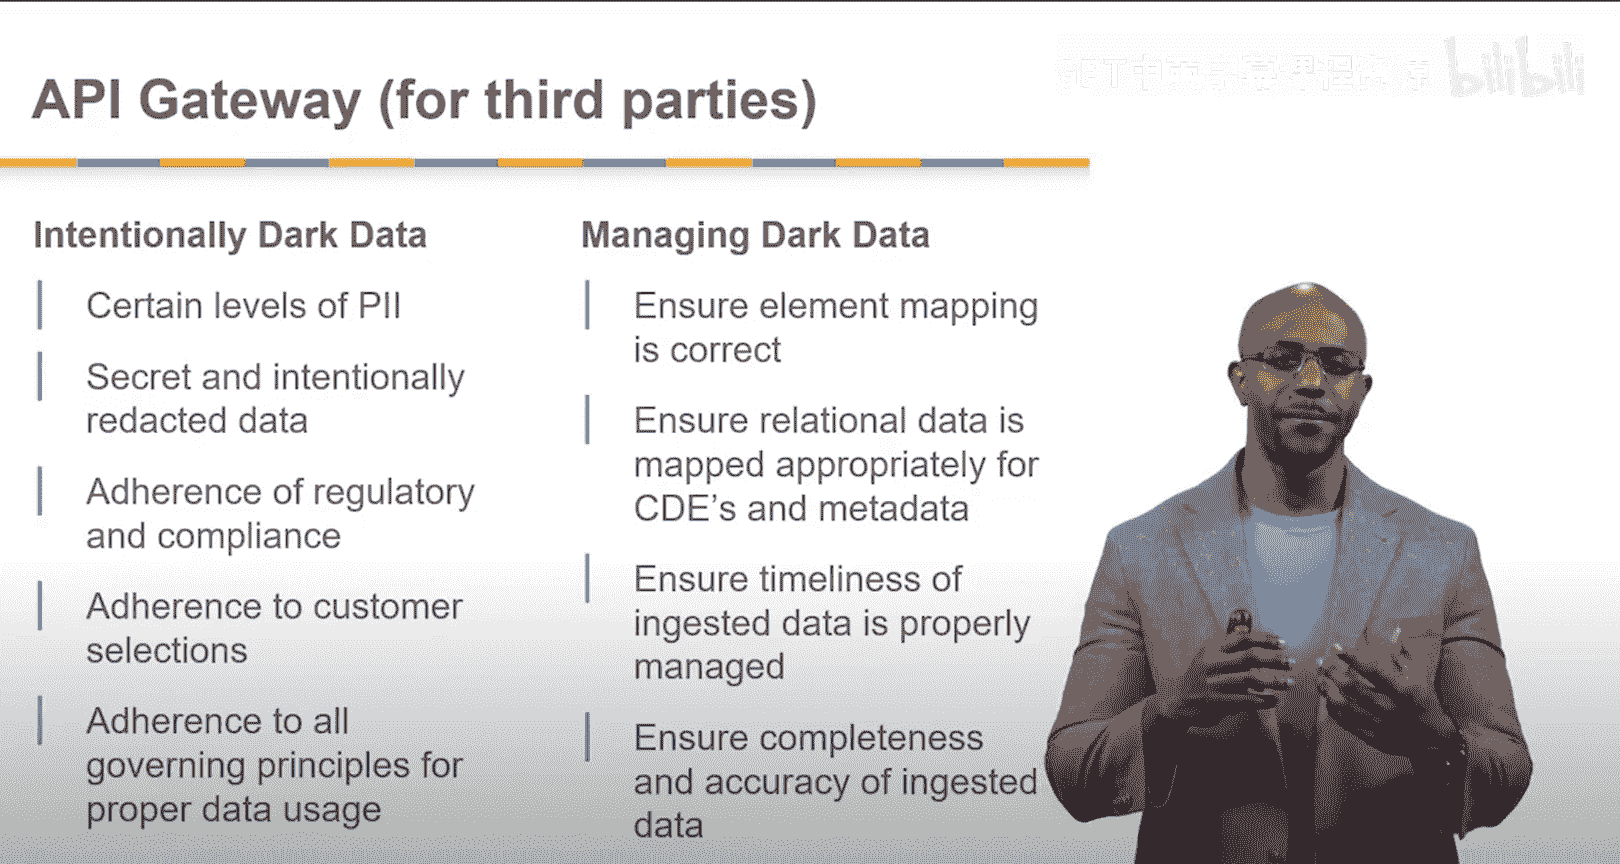 API Gateway (for third parties)
bilibili
Intentionally Dark Data
Certain levels of PII
Secret and intentionally
redacted data
Adherence of regulatory
and compliance
Adherence to customer
selections
Adherence to all
governing principles for
proper data usage
Managing Dark Data
Ensure element mapping
is correct
Ensure relational data is
mapped appropriately for
CDE’s and metadata
Ensure timeliness of
ingested data is properly
managed
Ensure completeness
and accuracy of ingested
data